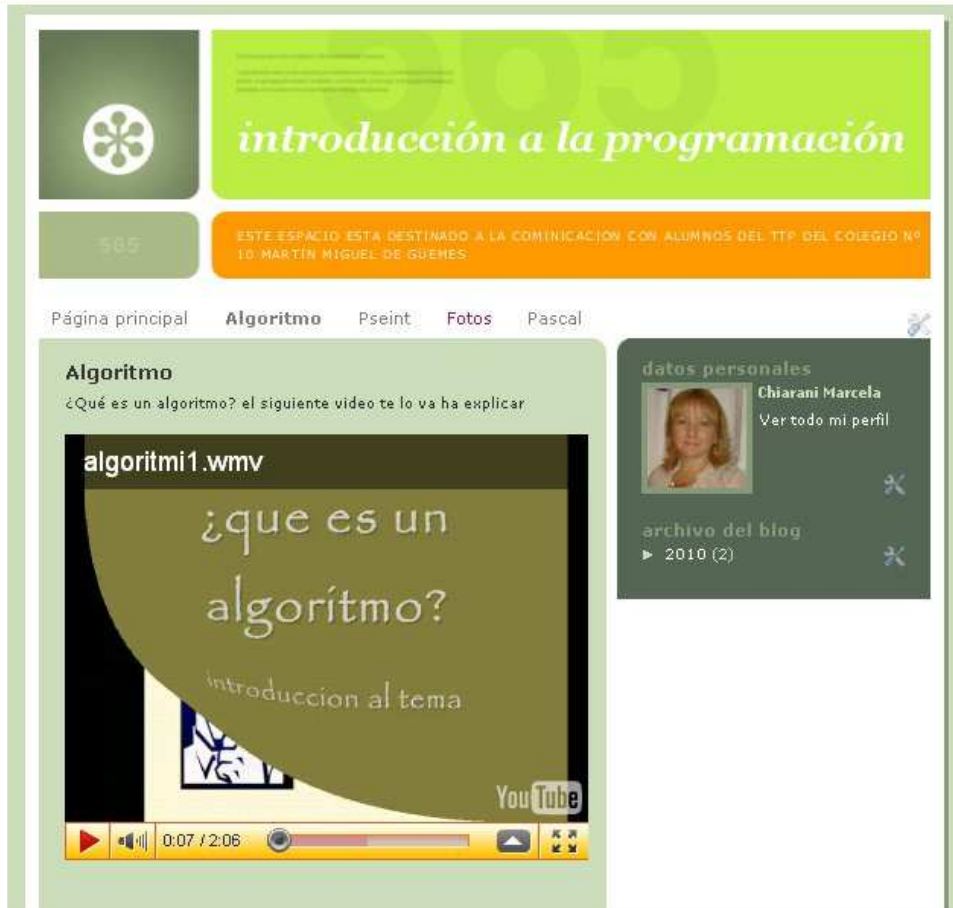 565
introducción a la programación
565
ESTE ESPACIO ESTA DESTINADO A LA COMINICACION CON ALUMNOS DEL TTP DEL COLEGIO Nº
10 MARTÍN MIGUEL DE GÜEMES
Página principal Algoritmo Pseint Fotos Pascal
Algoritmo
¿Qué es un algoritmo? el siguiente video te lo va ha explicar
algoritmi1.wmv
¿que es un
algoritmo?
introduccion al tema
YouTube
0:07 / 2:06
datos personales
Chiarani Marcela
Ver todo mi perfil
archivo del blog
► 2010 (2)